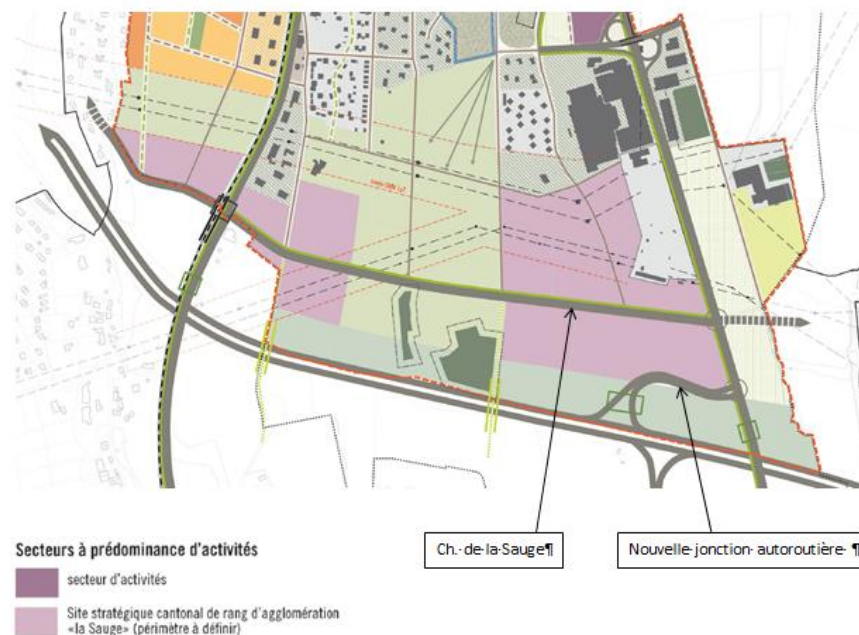 Ch. de la Sauge¶
Nouvelle jonction autoroutière ¶
Secteurs à prédominance d'activités
secteur d'activités
Site stratégique cantonal de rang d'agglomération
«la Sauge» (périmètre à définir)